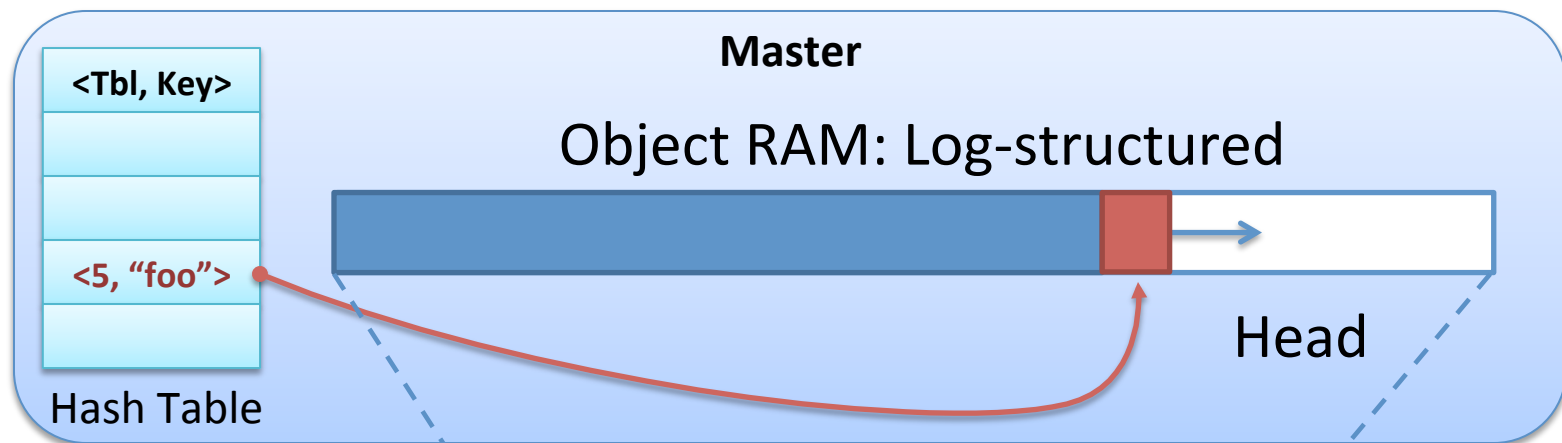 Master
<Tbl, Key>
Object RAM: Log-structured
<5, “foo”>
Head
Hash Table